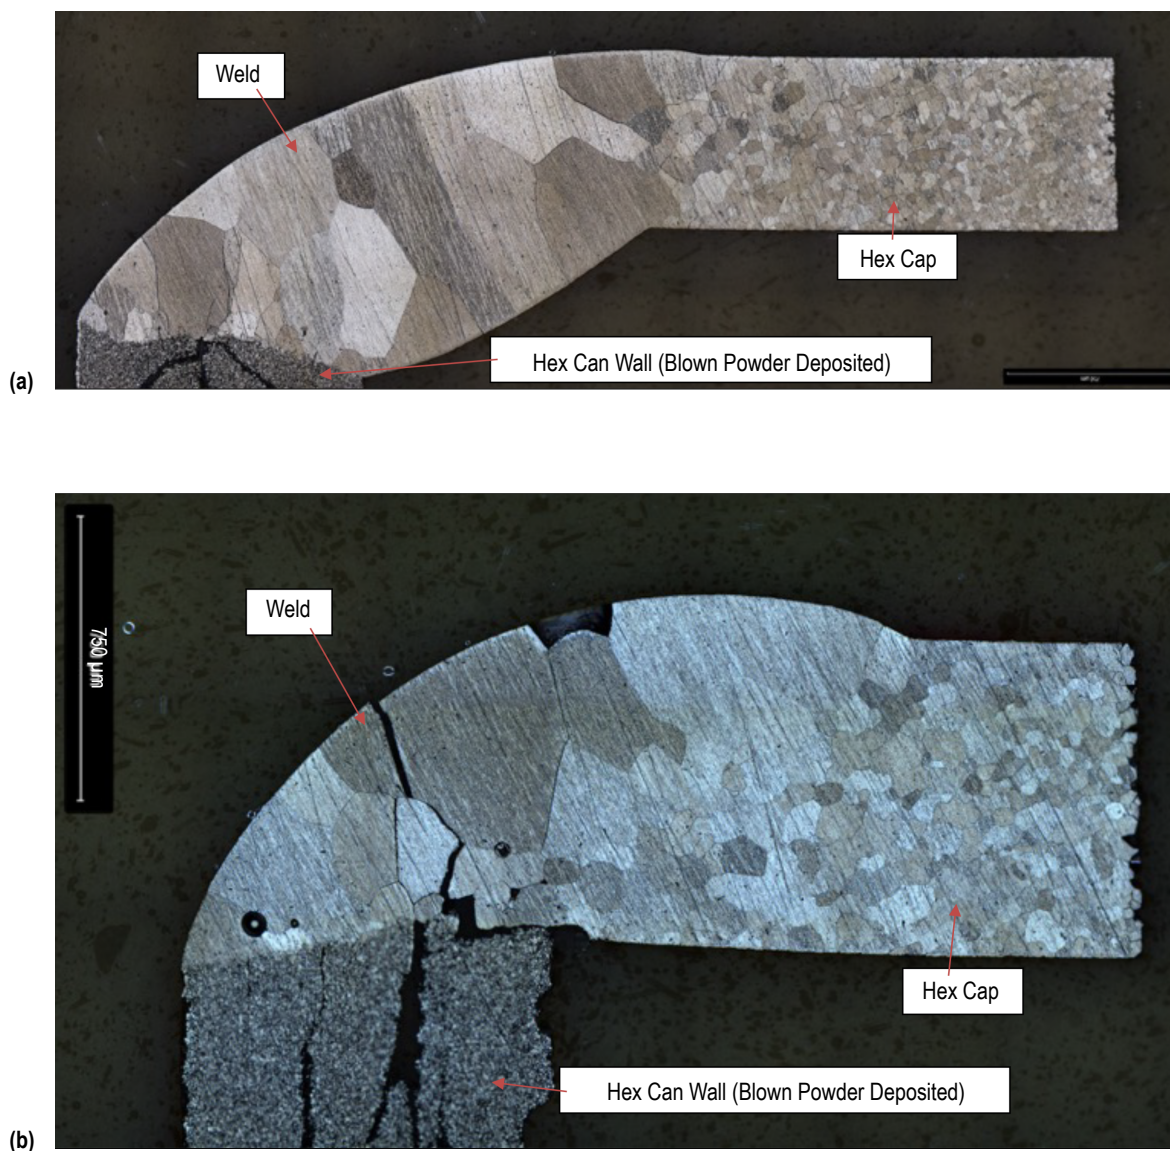 Weld
Hex Cap
Hex Can Wall (Blown Powder Deposited)
(a)
750 µm
Weld
Hex Cap
Hex Can Wall (Blown Powder Deposited)
(b)